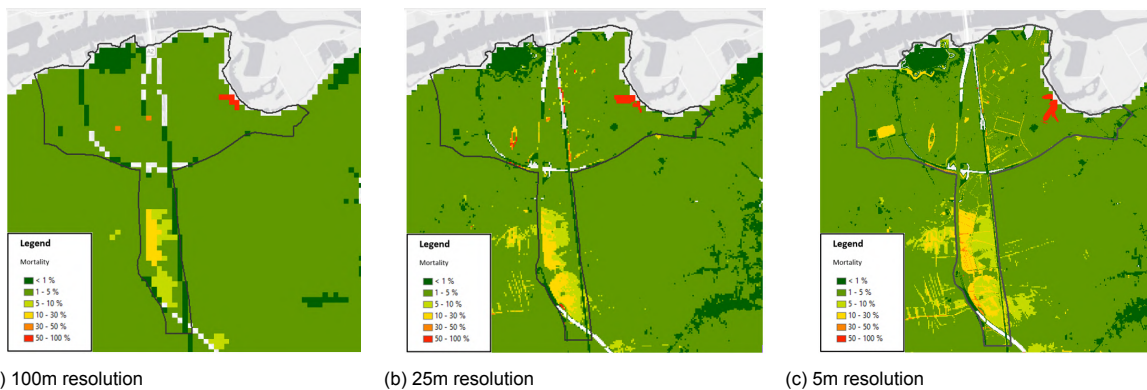 Legend
Mortality
< 1 %
1 - 5 %
5 - 10 %
10 - 30 %
30 - 50 %
50 - 100 %
Legend
Mortality
< 1 %
1 - 5 %
5 - 10 %
10 - 30 %
30 - 50 %
50 - 100 %
Legend
Mortality
< 1 %
1 - 5 %
5 - 10 %
10 - 30 %
30 - 50 %
50 - 100 %
) 100m resolution
(b) 25m resolution
(c) 5m resolution